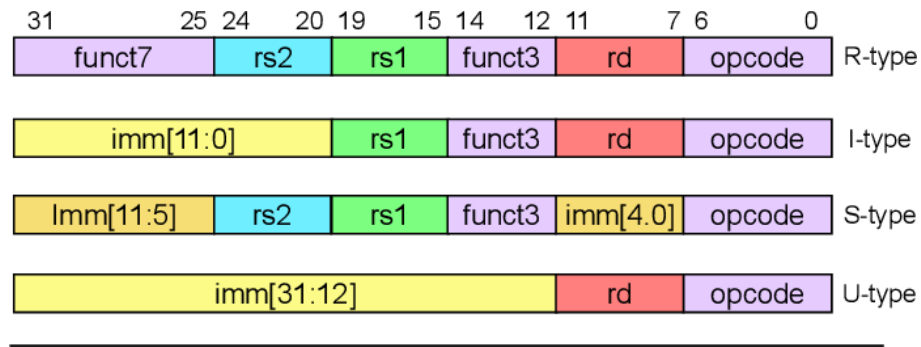 31 25 24 20 19 15 14 12 11 7 6 0
funct7 rs2 rs1 funct3 rd opcode R-type
imm[11:0] rs1 funct3 rd opcode I-type
Imm[11:5] rs2 rs1 funct3 imm[4.0] opcode S-type
imm[31:12] rd opcode U-type